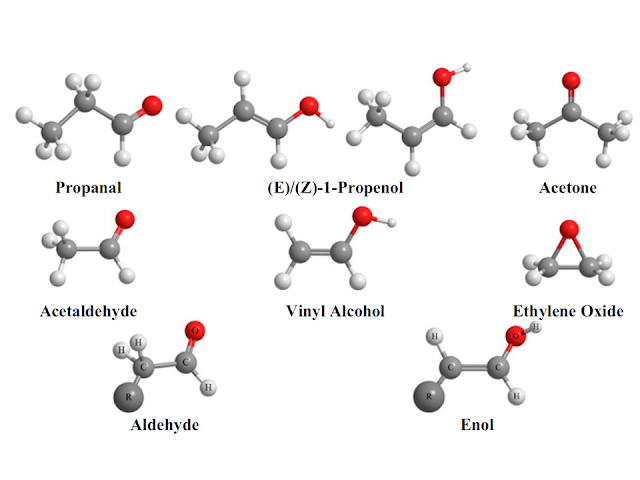 Propanal
(E)/(Z)-1-Propenol
Acetone
Acetaldehyde
Vinyl Alcohol
Ethylene Oxide
H
H
C
C
O
H
R
Aldehyde
H
C
C
O
H
H
R
Enol